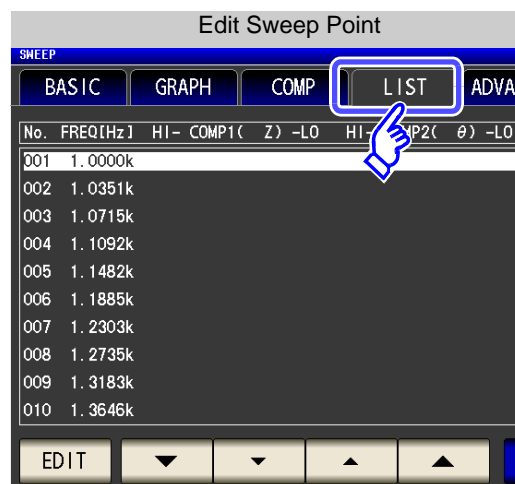 Edit Sweep Point
SWEEP
BASIC GRAPH COMP LIST ADVA
No. FREQ[Hz] HI- COMP1( Z) -LO HI- MP2( θ) -LO
001 1.0000k
002 1.0351k
003 1.0715k
004 1.1092k
005 1.1482k
006 1.1885k
007 1.2303k
008 1.2735k
009 1.3183k
010 1.3646k
EDIT